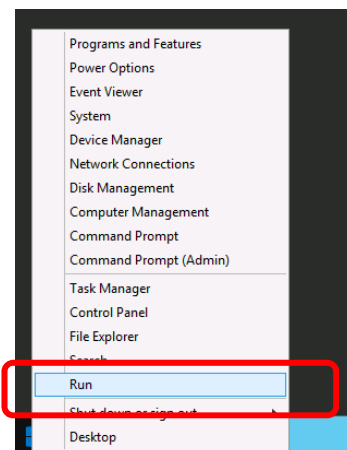 Programs and Features
Power Options
Event Viewer
System
Device Manager
Network Connections
Disk Management
Computer Management
Command Prompt
Command Prompt (Admin)
Task Manager
Control Panel
File Explorer
Search
Run
Shut down or sign out
Desktop